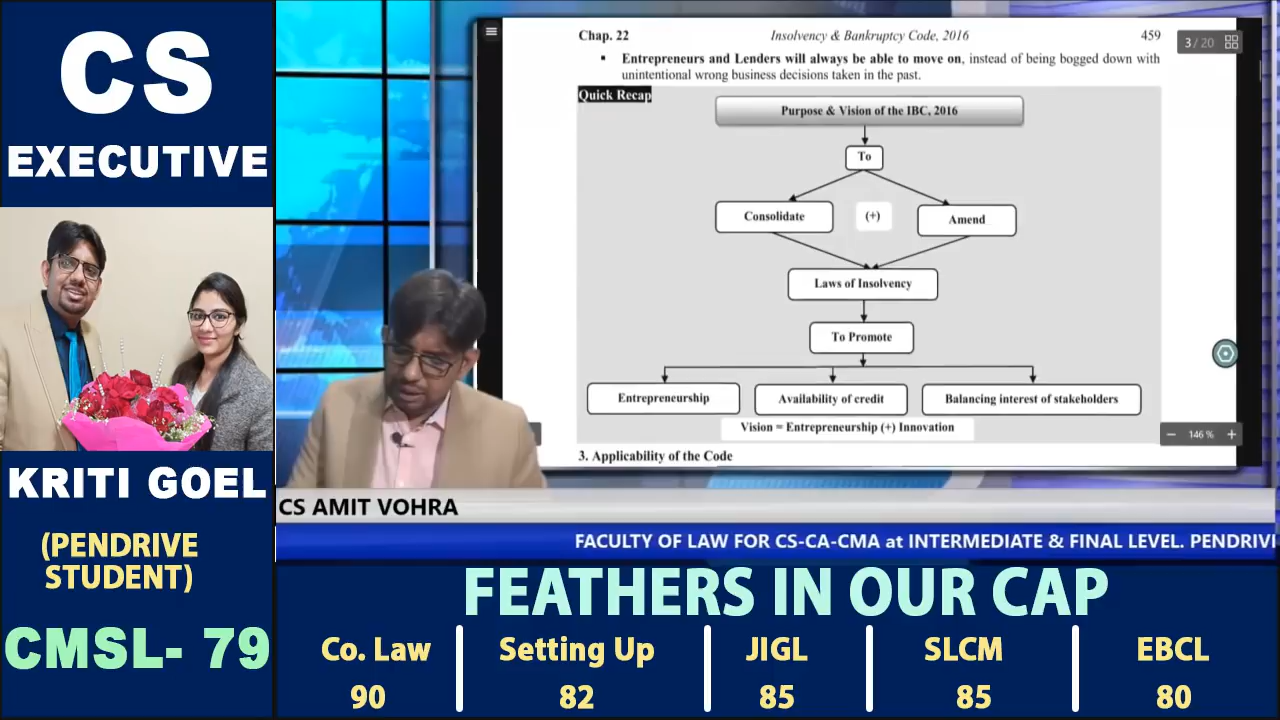 CS
EXECUTIVE
KRITI GOEL
(PENDRIVE
STUDENT)
CMSL- 79
Chap. 22
Insolvency & Bankruptcy Code, 2016
459
3 / 20
▪ Entrepreneurs and Lenders will always be able to move on, instead of being bogged down with
unintentional wrong business decisions taken in the past.
Quick Recap
Purpose & Vision of the IBC, 2016
To
Consolidate
(+)
Amend
Laws of Insolvency
To Promote
Entrepreneurship
Availability of credit
Balancing interest of stakeholders
Vision = Entrepreneurship (+) Innovation
− 146 % +
3. Applicability of the Code
CS AMIT VOHRA
FACULTY OF LAW FOR CS-CA-CMA at INTERMEDIATE & FINAL LEVEL. PENDRIVI
FEATHERS IN OUR CAP
Co. Law
Setting Up
JIGL
SLCM
EBCL
90
82
85
85
80